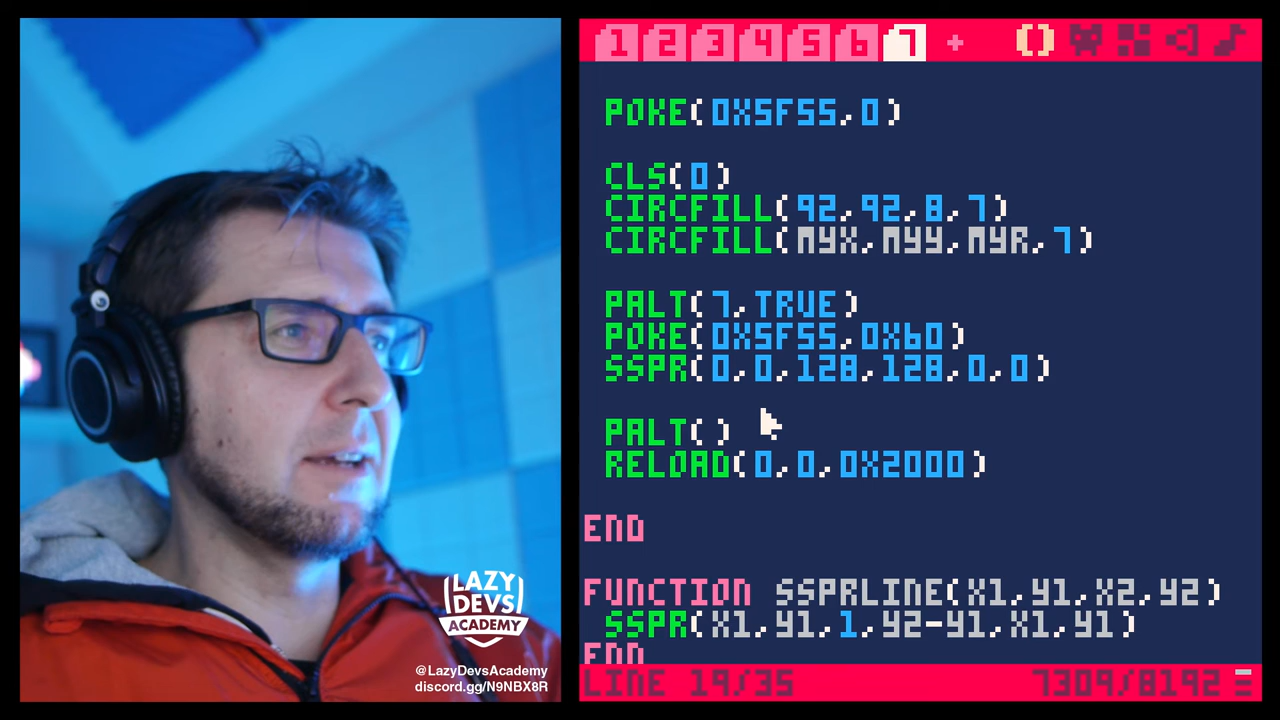 1 2 3 4 5 6 7 + ()
POKE(0X5F55,0)
CLS(0)
CIRCFILL(92,92,8,7)
CIRCFILL(MYX,MYY,MYR,7)
PALT(7,TRUE)
POKE(0X5F55,0X60)
SSPR(0,0,128,128,0,0)
PALT()
RELOAD(0,0,0X2000)
END
FUNCTION SSPRLINE(X1,Y1,X2,Y2)
SSPR(X1,Y1,1,Y2-Y1,X1,Y1)
END
LINE 19/35 7309/8192
LAZY
DEVS
ACADEMY
@LazyDevsAcademy
discord.gg/N9NBX8R